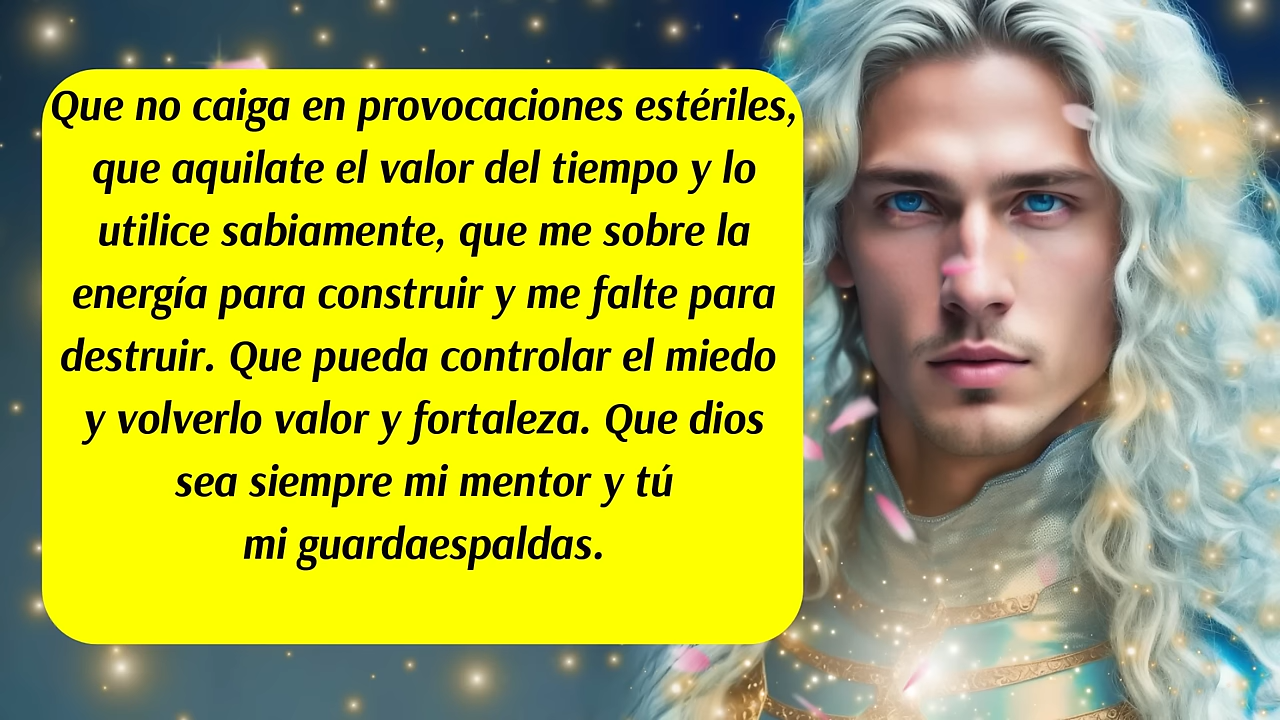 Que no caiga en provocaciones estériles,
que aquilate el valor del tiempo y lo
utilice sabiamente, que me sobre la
energía para construir y me falte para
destruir. Que pueda controlar el miedo
y volverlo valor y fortaleza. Que dios
sea siempre mi mentor y tú
mi guardaespaldas.